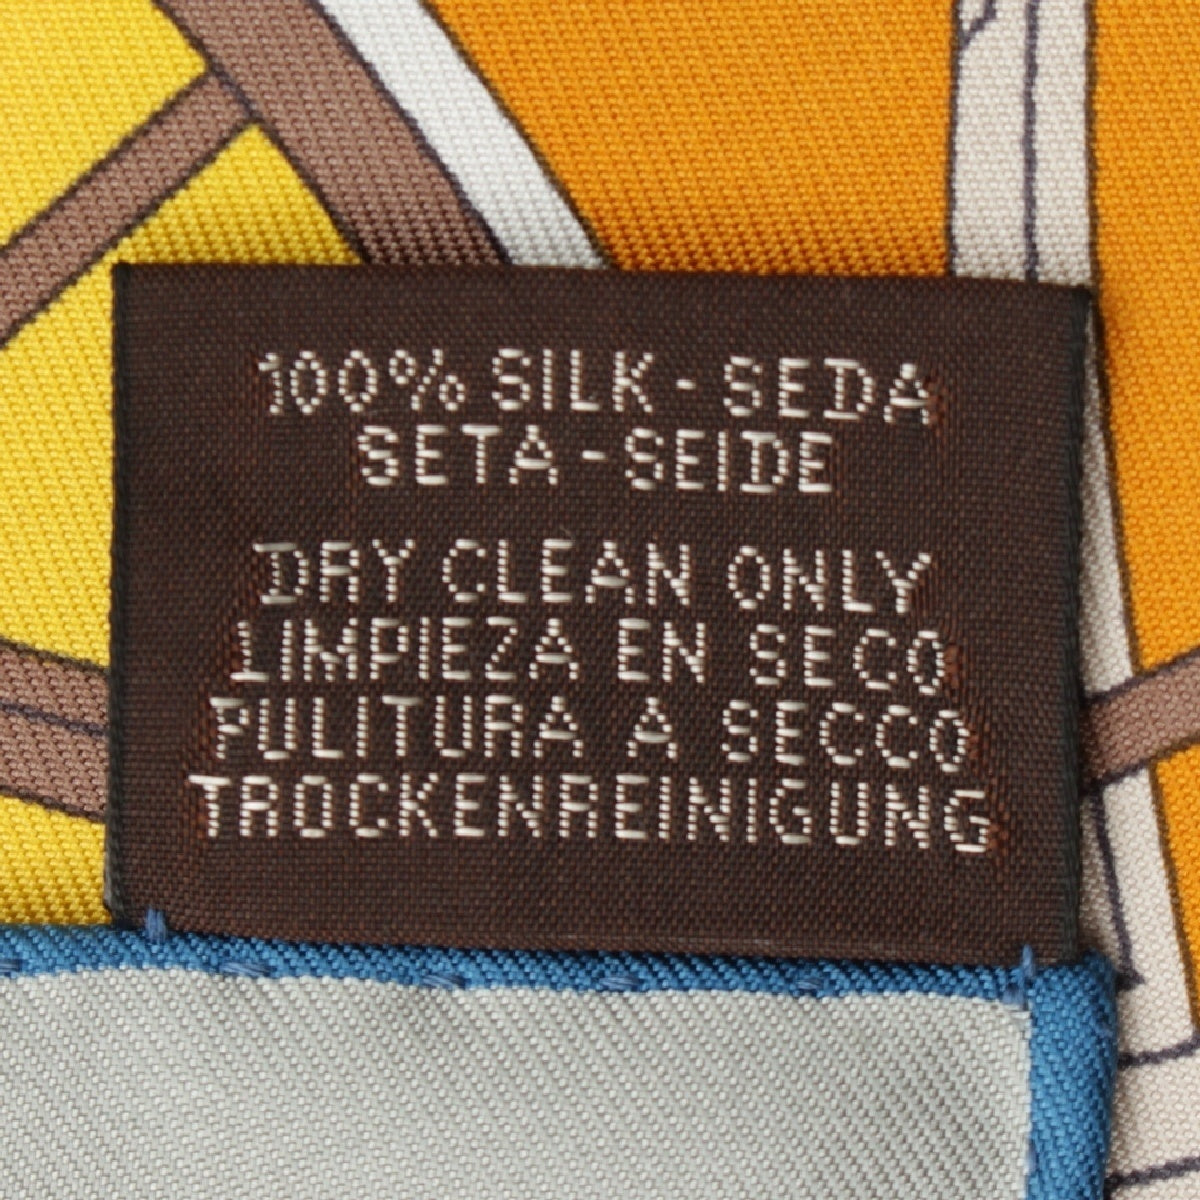 100% SILK - SEDA
SETA - SEIDE
DRY CLEAN ONLY
LIMPIEZA EN SECO
PULITURA A SECCO
TROCKENREINIGUNG